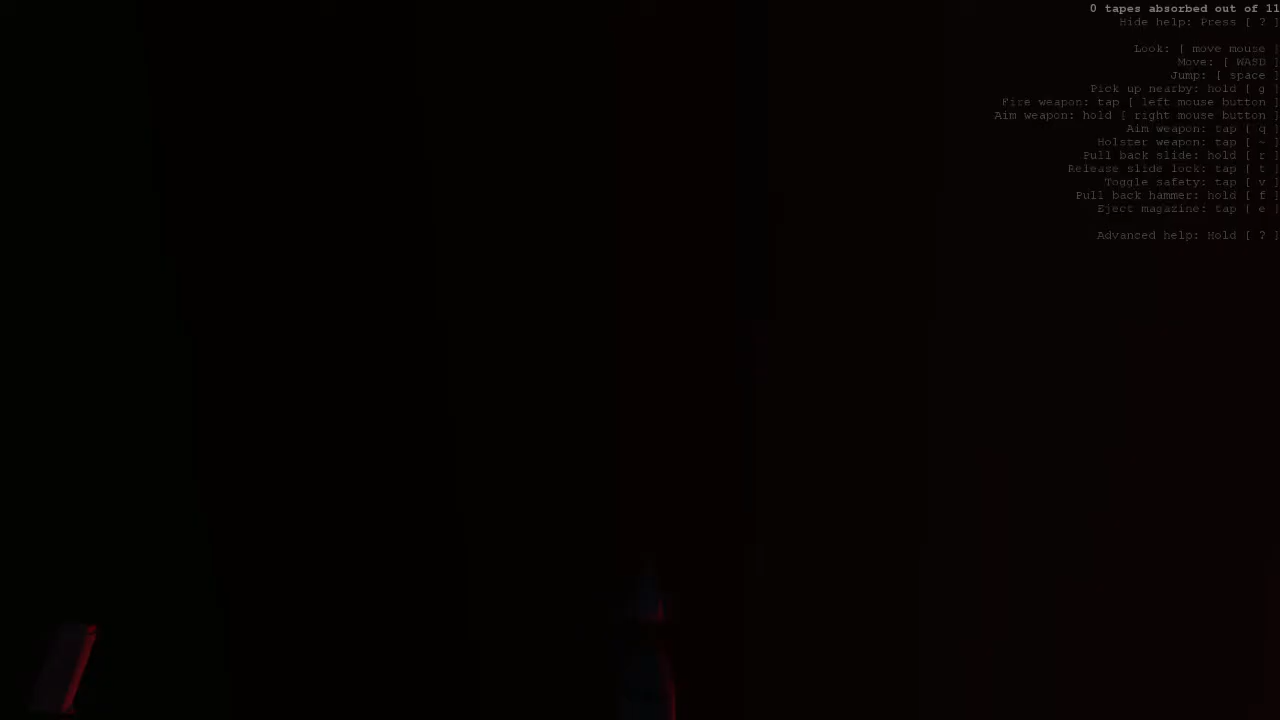 0 tapes absorbed out of 11
Hide help: Press [ ? ]
Look: [ move mouse ]
Move: [ WASD ]
Jump: [ space ]
Pick up nearby: hold [ g ]
Fire weapon: tap [ left mouse button ]
Aim weapon: hold [ right mouse button ]
Aim weapon: tap [ q ]
Holster weapon: tap [ ~ ]
Pull back slide: hold [ r ]
Release slide lock: tap [ t ]
Toggle safety: tap [ v ]
Pull back hammer: hold [ f ]
Eject magazine: tap [ e ]
Advanced help: Hold [ ? ]